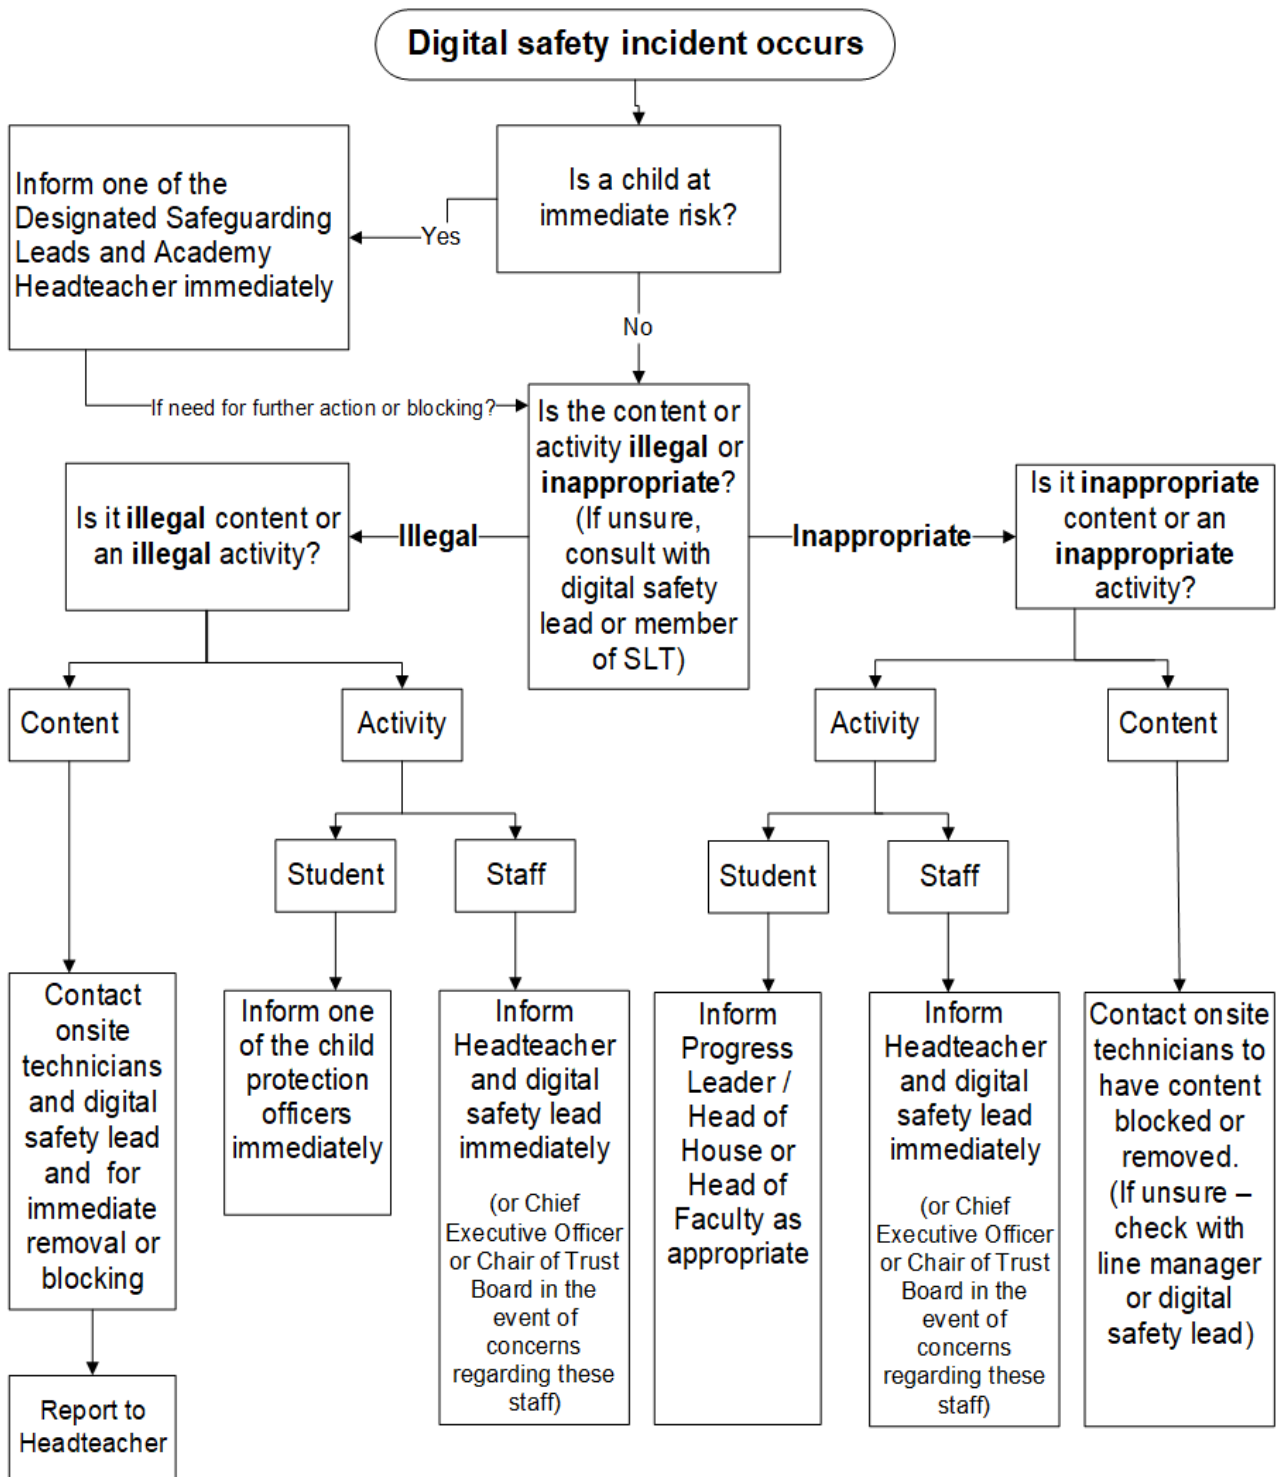 Digital safety incident occurs
Is a child at
immediate risk?
Yes
Inform one of the
Designated Safeguarding
Leads and Academy
Headteacher immediately
No
If need for further action or blocking?
Is the content or
activity illegal or
inappropriate?
(If unsure,
consult with
digital safety
lead or member
of SLT)
Illegal
Is it illegal content or
an illegal activity?
Inappropriate
Is it inappropriate
content or an
inappropriate
activity?
Content
Activity
Activity
Content
Student
Staff
Student
Staff
Contact
onsite
technicians
and digital
safety lead
and for
immediate
removal or
blocking
Inform one
of the child
protection
officers
immediately
Inform
Headteacher
and digital
safety lead
immediately
(or Chief
Executive Officer
or Chair of Trust
Board in the
event of
concerns
regarding these
staff)
Inform
Progress
Leader /
Head of
House or
Head of
Faculty as
appropriate
Inform
Headteacher
and digital
safety lead
immediately
(or Chief
Executive Officer
or Chair of Trust
Board in the
event of
concerns
regarding these
staff)
Contact onsite
technicians to
have content
blocked or
removed.
(If unsure –
check with
line manager
or digital
safety lead)
Report to
Headteacher